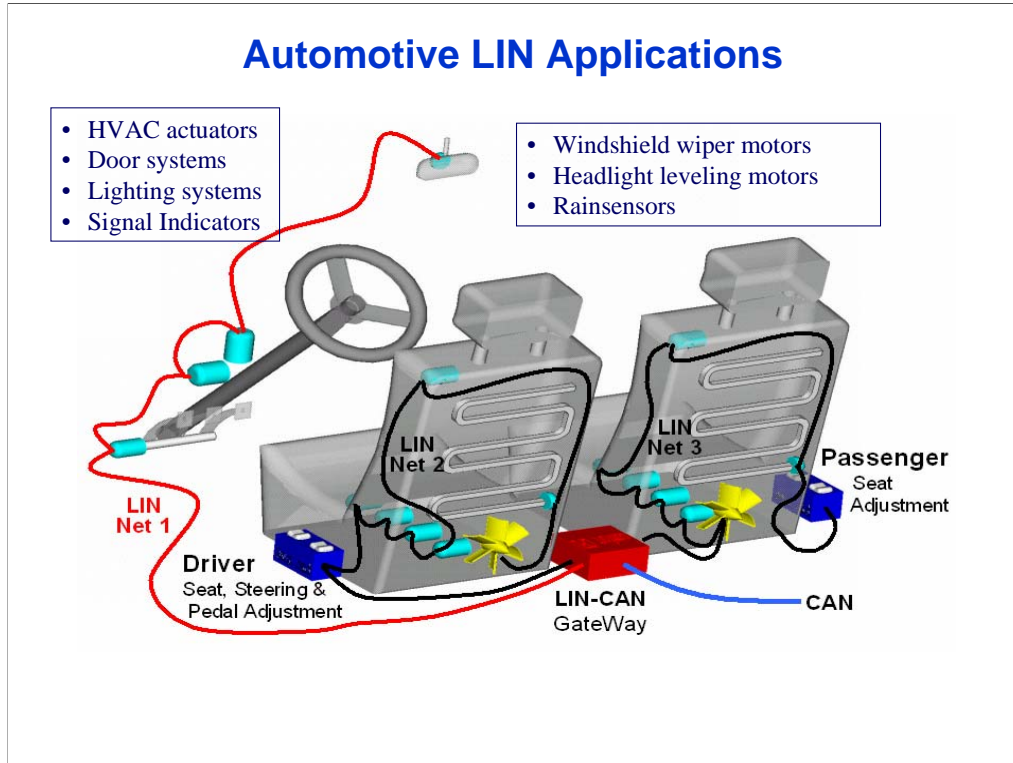 Automotive LIN Applications
• HVAC actuators
• Door systems
• Lighting systems
• Signal Indicators
• Windshield wiper motors
• Headlight leveling motors
• Rainsensors
LIN
Net 1
LIN
Net 2
LIN
Net 3
Passenger
Seat
Adjustment
Driver
Seat, Steering &
Pedal Adjustment
LIN-CAN
GateWay
CAN